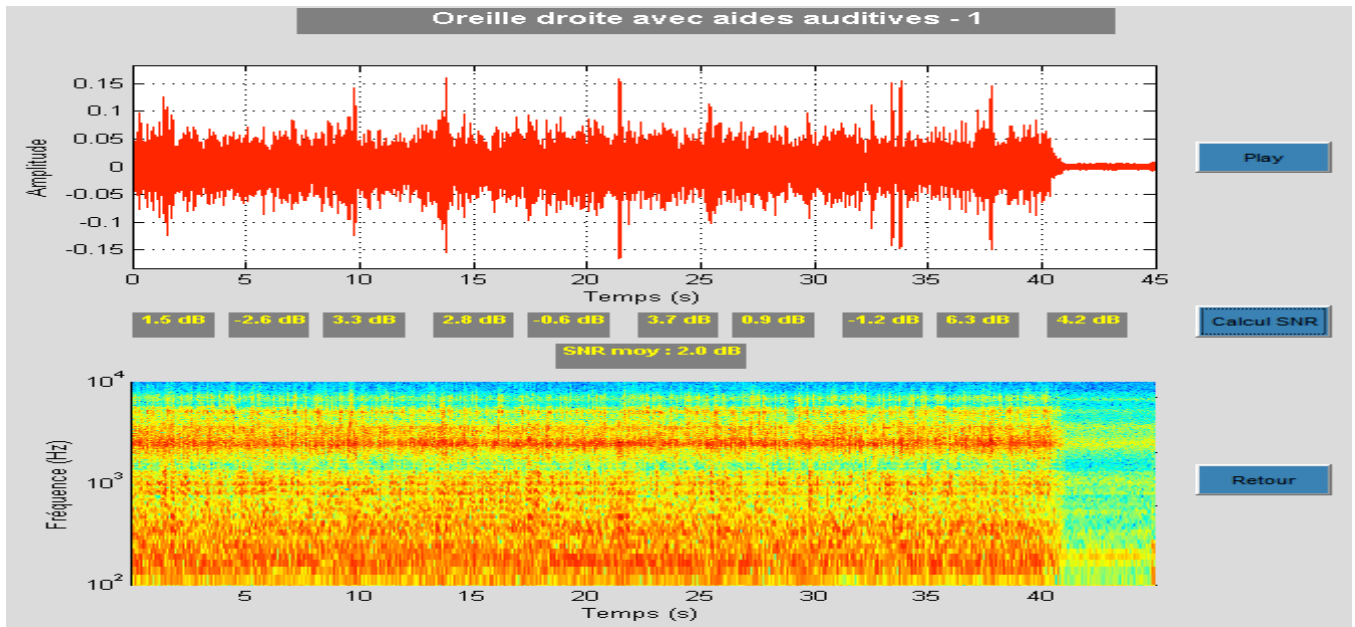 Oreille droite avec aides auditives - 1
Amplitude
0.15
0.1
0.05
0
-0.05
-0.1
-0.15
0 5 10 15 20 25 30 35 40 45
Temps (s)
Play
1.5 dB -2.6 dB 3.3 dB 2.8 dB -0.6 dB 3.7 dB 0.9 dB -1.2 dB 6.3 dB 4.2 dB
Calcul SNR
SNR moy : 2.0 dB
Fréquence (Hz)
10^4
10^3
10^2
0 5 10 15 20 25 30 35 40
Temps (s)
Retour